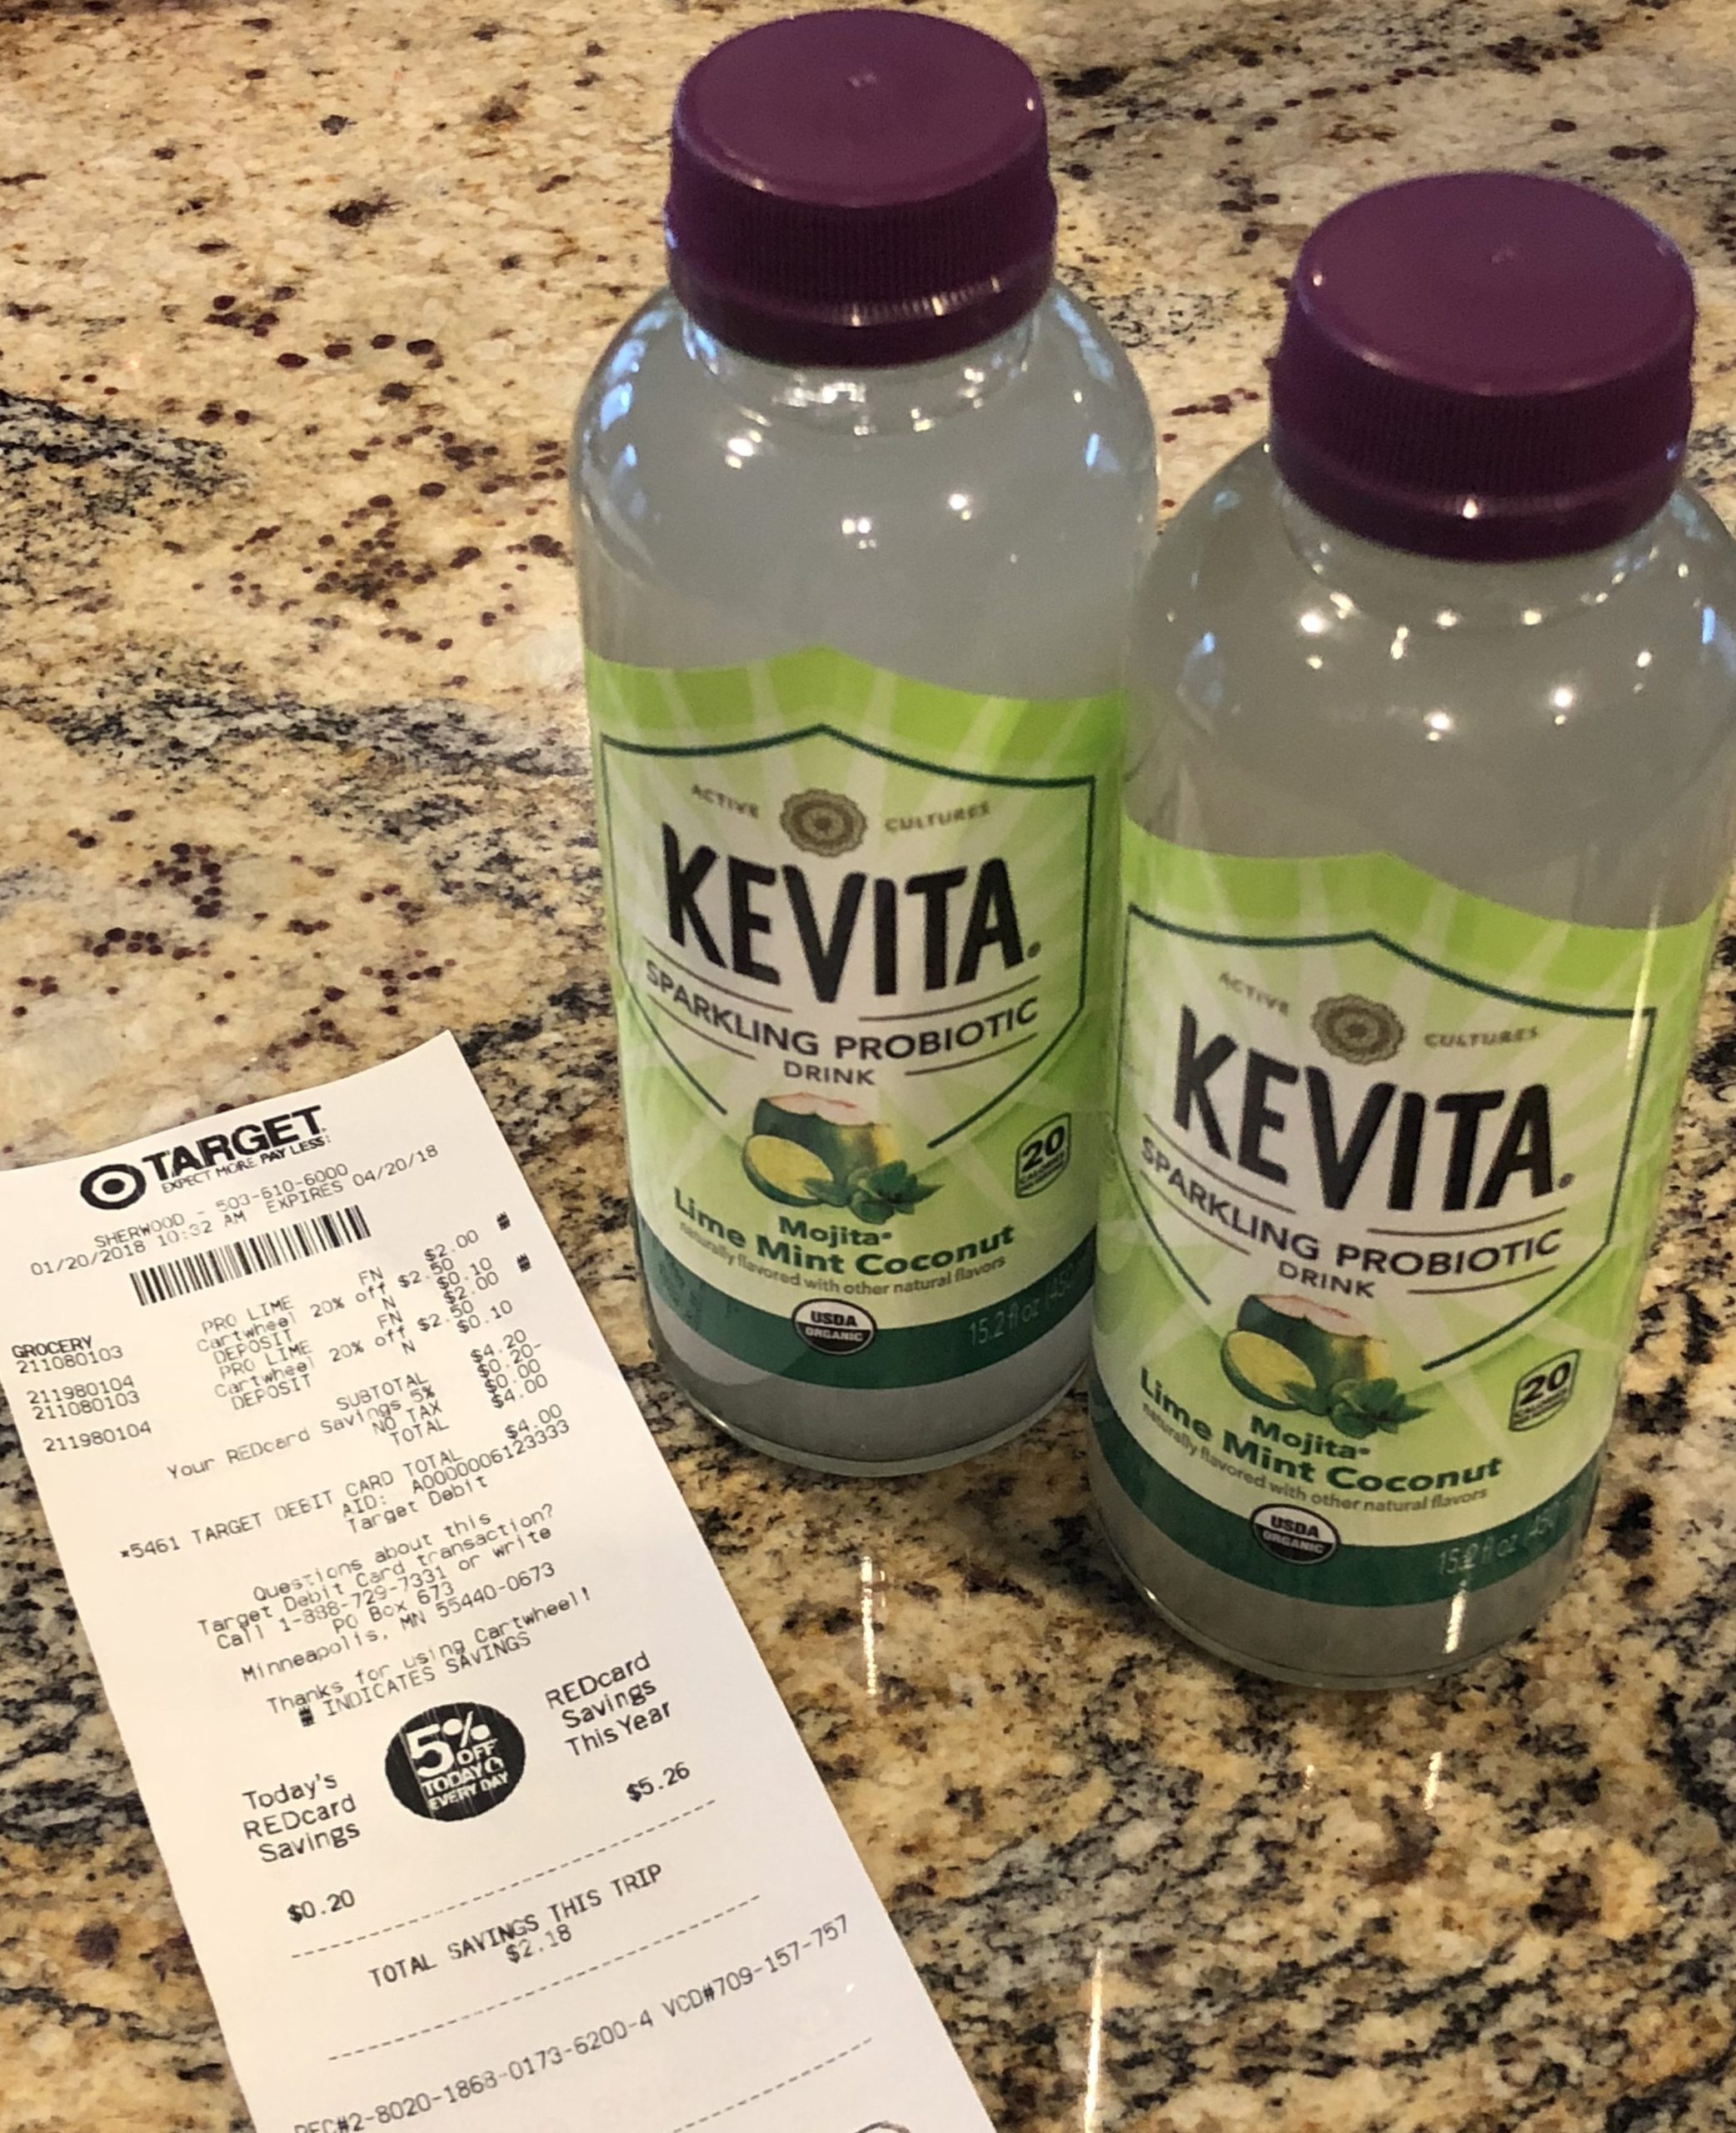 TARGET
EXPECT MORE. PAY LESS.
SHERWOOD - 503-610-6000
01/20/2018 10:32 AM EXPIRES 04/20/18
GROCERY
211080103 PRO LIME FN $2.00
Cartwheel 20% off $2.50
211980104 DEPOSIT N $0.10
211080103 PRO LIME FN $2.00
Cartwheel 20% off $2.50
211980104 DEPOSIT N $0.10
SUBTOTAL $4.20
Your REDcard Savings 5% $0.20-
NO TAX $0.00
TOTAL $4.00
*5461 TARGET DEBIT CARD TOTAL $4.00
AID: A0000006123333
Target Debit
Questions about this
Target Debit Card transaction?
Call 1-888-729-7331 or write
PO Box 673
Minneapolis, MN 55440-0673
Thanks for using Cartwheel!
INDICATES SAVINGS
5%
OFF
TODAY &
EVERY DAY
Today's
REDcard
Savings
$0.20
REDcard
Savings
This Year
$5.26
TOTAL SAVINGS THIS TRIP
$2.18
REC#2-8020-1868-0173-6200-4 VCD#709-157-757
ACTIVE CULTURES
KEVITA
SPARKLING PROBIOTIC
DRINK
20
Mojita
Lime Mint Coconut
naturally flavored with other natural flavors
USDA
ORGANIC
15.2 fl oz
ACTIVE CULTURES
KEVITA
SPARKLING PROBIOTIC
DRINK
20
Mojita
Lime Mint Coconut
naturally flavored with other natural flavors
USDA
ORGANIC
15.2 fl oz